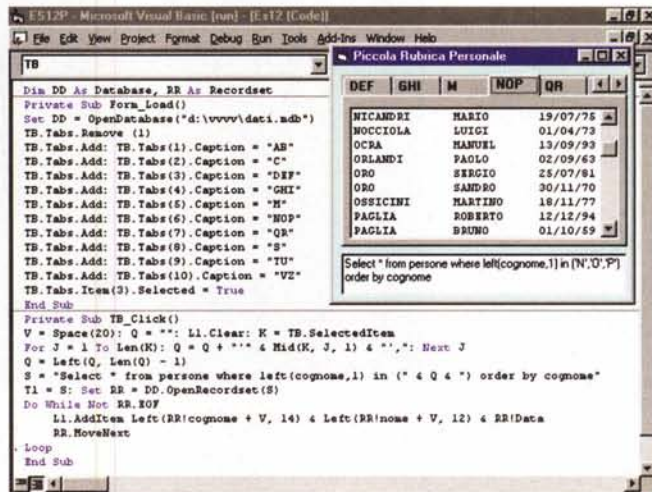 ES12P - Microsoft Visual Basic [run] - [Es12 (Code)]
File Edit View Project Format Debug Run Tools Add-Ins Window Help
TB
Dim DD As Database, RR As Recordset
Private Sub Form_Load()
Set DD = OpenDatabase("d:\vvvv\dati.mdb")
TB.Tabs.Remove (1)
TB.Tabs.Add: TB.Tabs(1).Caption = "AB"
TB.Tabs.Add: TB.Tabs(2).Caption = "C"
TB.Tabs.Add: TB.Tabs(3).Caption = "DEF"
TB.Tabs.Add: TB.Tabs(4).Caption = "GHI"
TB.Tabs.Add: TB.Tabs(5).Caption = "M"
TB.Tabs.Add: TB.Tabs(6).Caption = "NOP"
TB.Tabs.Add: TB.Tabs(7).Caption = "QR"
TB.Tabs.Add: TB.Tabs(8).Caption = "S"
TB.Tabs.Add: TB.Tabs(9).Caption = "TU"
TB.Tabs.Add: TB.Tabs(10).Caption = "VZ"
TB.Tabs.Item(3).Selected = True
End Sub
Private Sub TB_Click()
V = Space(20): Q = "": L1.Clear: K = TB.SelectedItem
For J = 1 To Len(K): Q = Q + "'" & Mid(K, J, 1) & "',": Next J
Q = Left(Q, Len(Q) - 1)
S = "Select * from persone where left(cognome,1) in (" & Q & ") order by cognome"
T1 = S: Set RR = DD.OpenRecordset(S)
Do While Not RR.EOF
L1.AddItem Left(RR!cognome + V, 14) & Left(RR!nome + V, 12) & RR!Data
RR.MoveNext
Loop
End Sub
Piccola Rubrica Personale
DEF GHI M NOP QR
NICANDRI MARIO 19/07/75
NOCCIOLA LUIGI 01/04/73
OCRA MANUEL 13/09/93
ORLANDI PAOLO 02/09/63
ORO SERGIO 25/07/81
ORO SANDRO 30/11/70
OSSICINI MARTINO 18/11/77
PAGLIA ROBERTO 12/12/94
PAGLIA BRUNO 01/10/59
Select * from persone where left(cognome,1) in ('N','O','P')
order by cognome